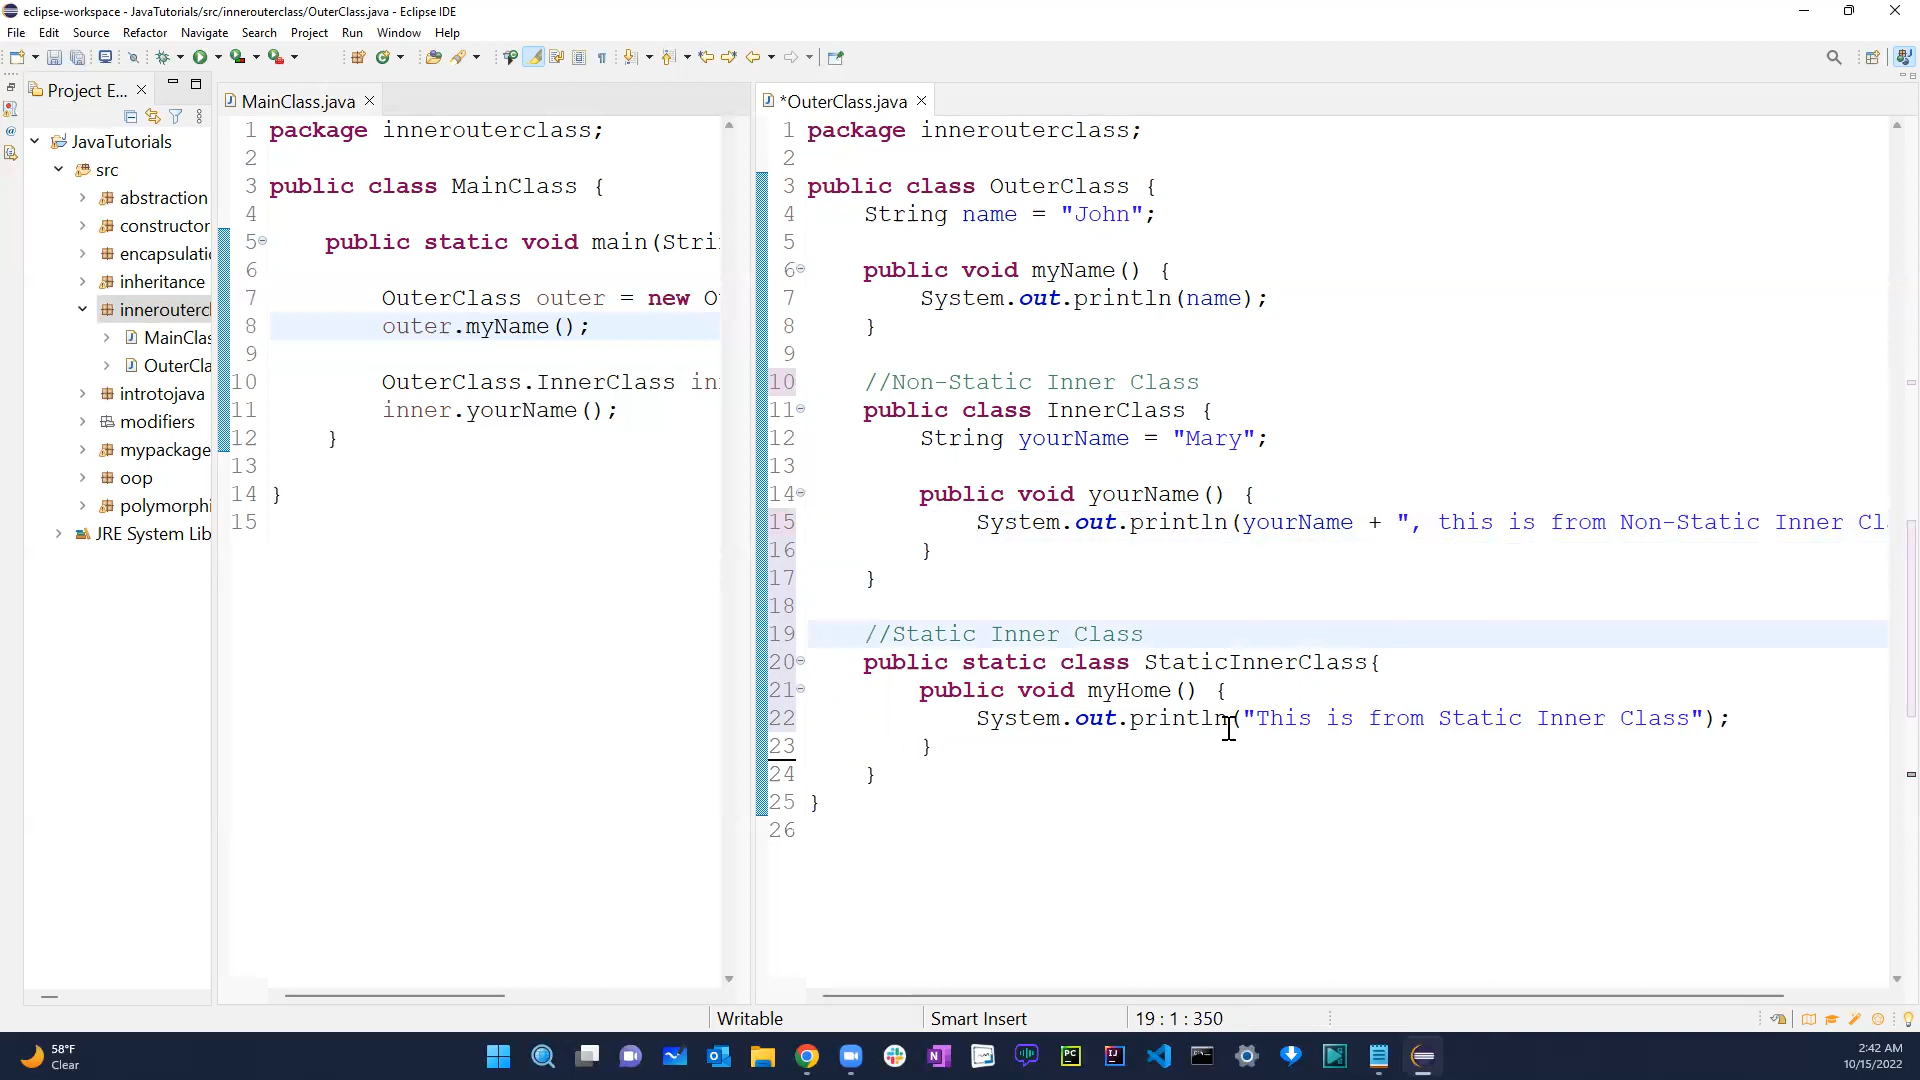 eclipse-workspace - JavaTutorials/src/innerouterclass/OuterClass.java - Eclipse IDE
File Edit Source Refactor Navigate Search Project Run Window Help
Project E...
JavaTutorials
src
abstraction
constructor
encapsulatio
inheritance
inneroutercl
MainClas
OuterCla
introtojava
modifiers
mypackage
oop
polymorphi
JRE System Lib
MainClass.java
1 package innerouterclass;
2
3 public class MainClass {
4
5 public static void main(Stri
6
7 OuterClass outer = new O
8 outer.myName();
9
10 OuterClass.InnerClass in
11 inner.yourName();
12 }
13
14 }
15
*OuterClass.java
1 package innerouterclass;
2
3 public class OuterClass {
4 String name = "John";
5
6 public void myName() {
7 System.out.println(name);
8 }
9
10 //Non-Static Inner Class
11 public class InnerClass {
12 String yourName = "Mary";
13
14 public void yourName() {
15 System.out.println(yourName + ", this is from Non-Static Inner Cl
16 }
17 }
18
19 //Static Inner Class
20 public static class StaticInnerClass{
21 public void myHome() {
22 System.out.println("This is from Static Inner Class");
23 }
24 }
25 }
26
Writable Smart Insert 19 : 1 : 350
58°F
Clear
2:42 AM
10/15/2022